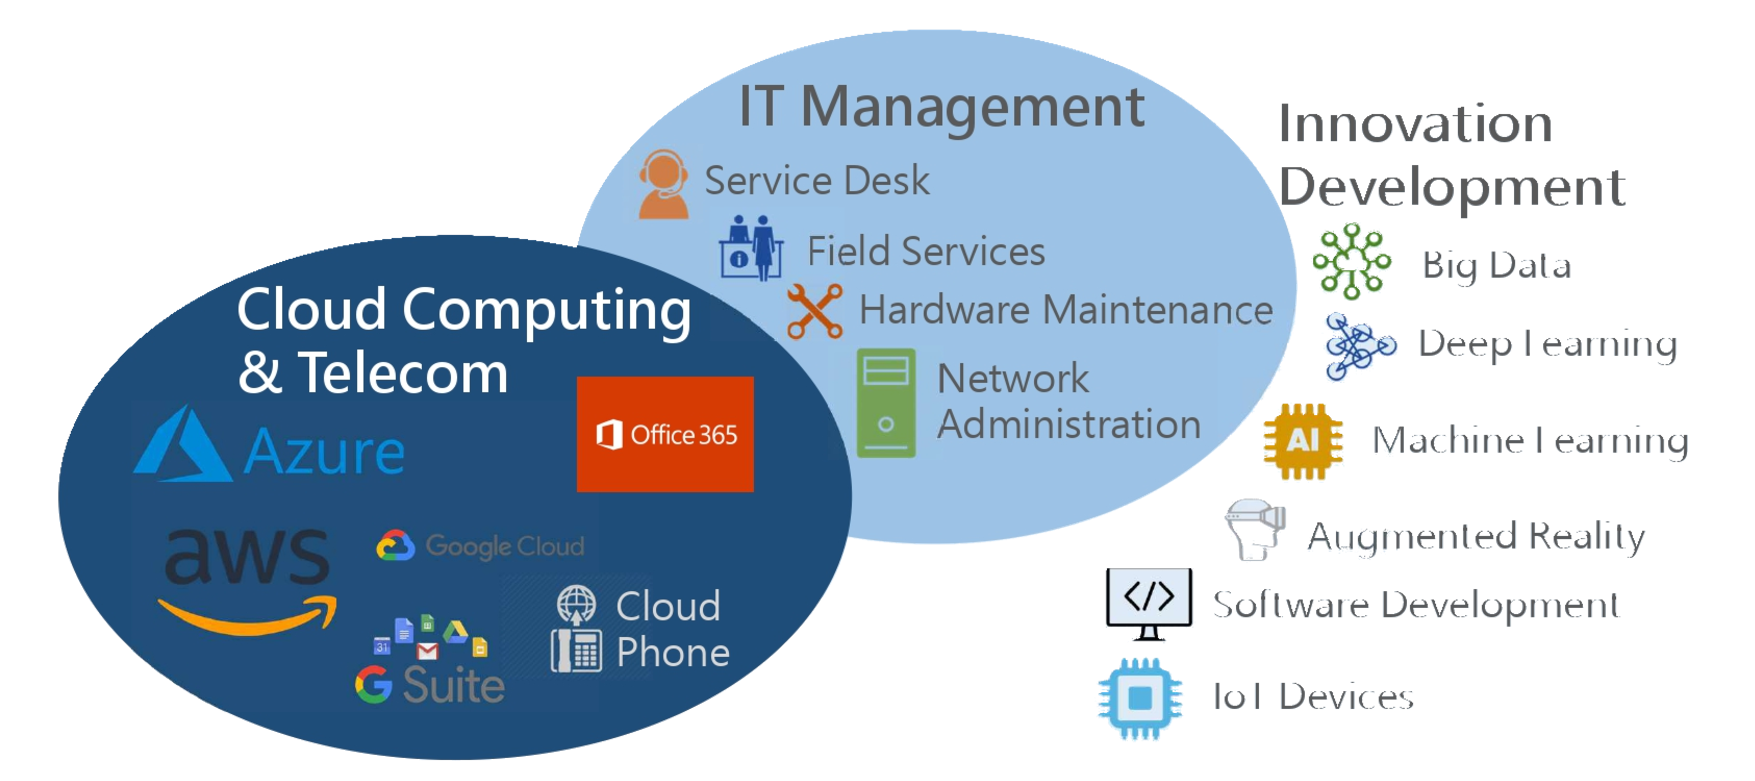 IT Management
Service Desk
Field Services
Hardware Maintenance
Network
Administration
Cloud Computing
& Telecom
Azure
Office 365
aws
Google Cloud
31
G Suite
Cloud
Phone
Innovation
Development
Big Data
Deep Learning
AI
Machine Learning
Augmented Reality
</>
Software Development
IoT Devices